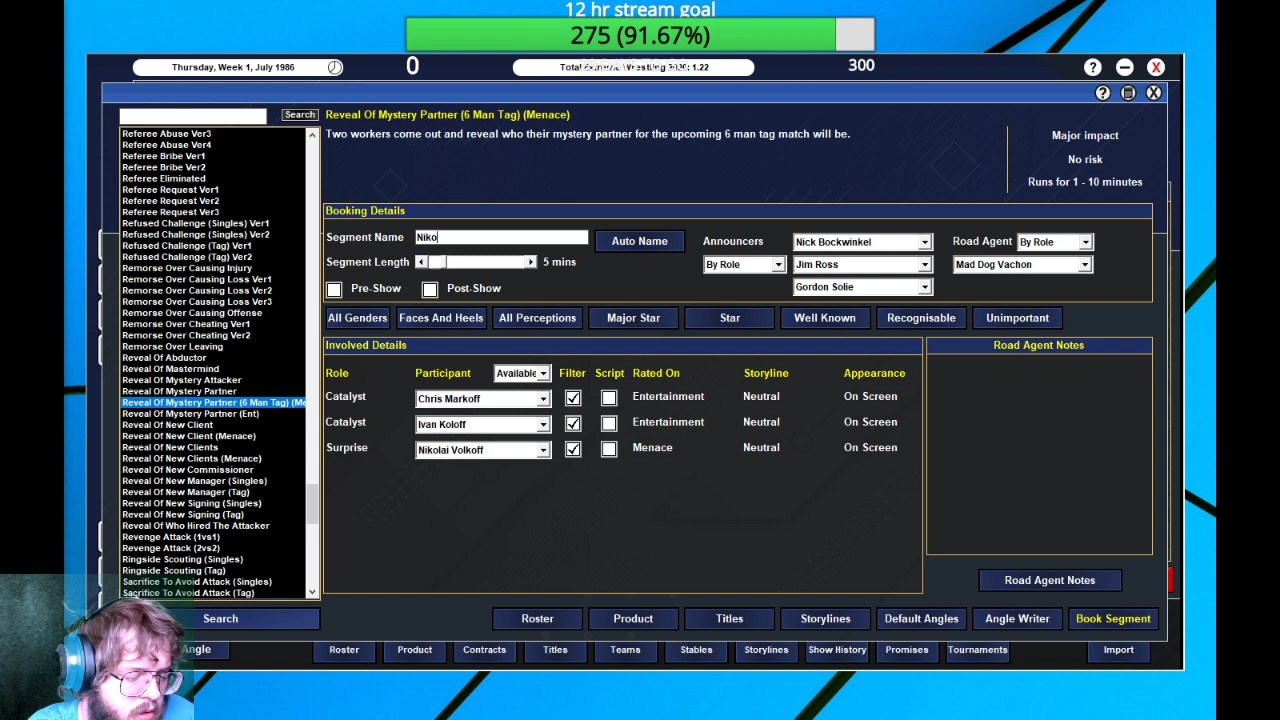 12 hr stream goal
275 (91.67%)
Thursday, Week 1, July 1986
0
Total Extreme Wrestling 2020: 1.22
300
Search
Reveal Of Mystery Partner (6 Man Tag) (Menace)
Two workers come out and reveal who their mystery partner for the upcoming 6 man tag match will be.
Major impact
No risk
Runs for 1 - 10 minutes
Referee Abuse Ver3
Referee Abuse Ver4
Referee Bribe Ver1
Referee Bribe Ver2
Referee Eliminated
Referee Request Ver1
Referee Request Ver2
Referee Request Ver3
Refused Challenge (Singles) Ver1
Refused Challenge (Singles) Ver2
Refused Challenge (Tag) Ver1
Refused Challenge (Tag) Ver2
Remorse Over Causing Injury
Remorse Over Causing Loss Ver1
Remorse Over Causing Loss Ver2
Remorse Over Causing Loss Ver3
Remorse Over Causing Offense
Remorse Over Cheating Ver1
Remorse Over Cheating Ver2
Remorse Over Leaving
Reveal Of Abductor
Reveal Of Mastermind
Reveal Of Mystery Attacker
Reveal Of Mystery Partner
Reveal Of Mystery Partner (6 Man Tag) (Me
Reveal Of Mystery Partner (Ent)
Reveal Of New Client
Reveal Of New Client (Menace)
Reveal Of New Clients
Reveal Of New Clients (Menace)
Reveal Of New Commissioner
Reveal Of New Manager (Singles)
Reveal Of New Manager (Tag)
Reveal Of New Signing (Singles)
Reveal Of New Signing (Tag)
Reveal Of Who Hired The Attacker
Revenge Attack (1vs1)
Revenge Attack (2vs2)
Ringside Scouting (Singles)
Ringside Scouting (Tag)
Sacrifice To Avoid Attack (Singles)
Sacrifice To Avoid Attack (Tag)
Search
Booking Details
Segment Name Niko Auto Name Announcers Nick Bockwinkel Road Agent By Role
Segment Length 5 mins By Role Jim Ross Mad Dog Vachon
Pre-Show Post-Show Gordon Solie
All Genders Faces And Heels All Perceptions Major Star Star Well Known Recognisable Unimportant
Involved Details
Role Participant Available Filter Script Rated On Storyline Appearance
Catalyst Chris Markoff Entertainment Neutral On Screen
Catalyst Ivan Koloff Entertainment Neutral On Screen
Surprise Nikolai Volkoff Menace Neutral On Screen
Road Agent Notes
Road Agent Notes
Roster Product Titles Storylines Default Angles Angle Writer Book Segment
Angle Roster Product Contracts Titles Teams Stables Storylines Show History Promises Tournaments Import